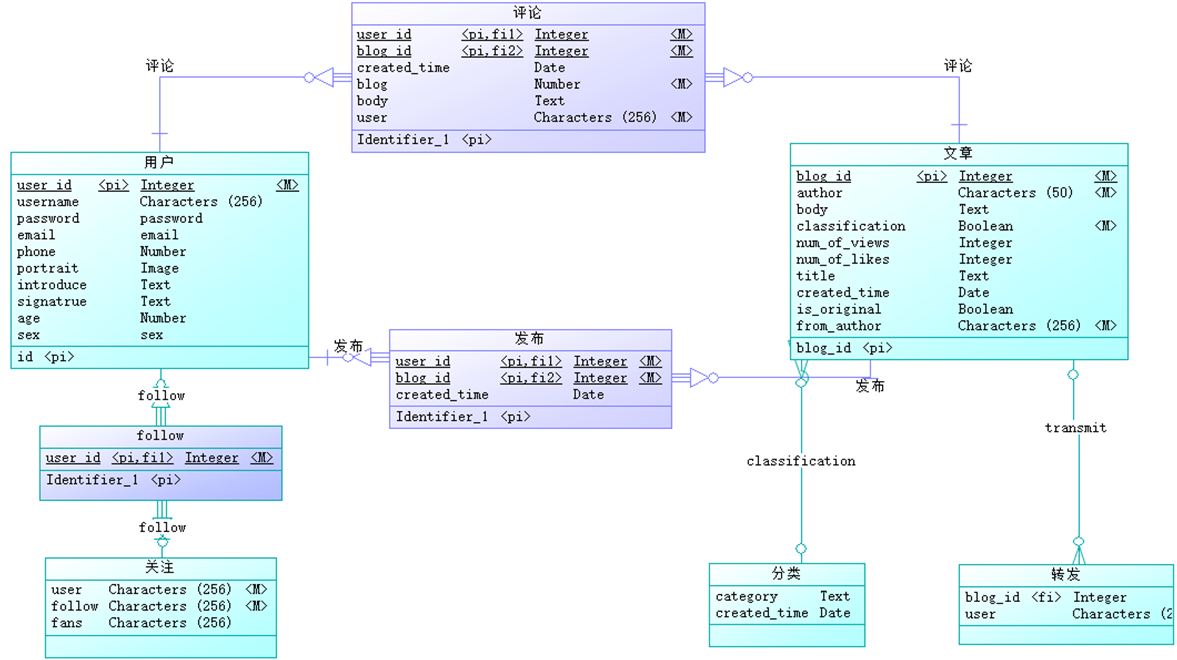 评论
user_id <pi,fi1> Integer <M>
blog_id <pi,fi2> Integer <M>
created_time Date
blog Number <M>
body Text
user Characters (256) <M>
Identifier_1 <pi>
评论
评论
用户
user_id <pi> Integer <M>
username Characters (256)
password password
email email
phone Number
portrait Image
introduce Text
signatrue Text
age Number
sex sex
id <pi>
文章
blog_id <pi> Integer <M>
author Characters (50) <M>
body Text
classification Boolean <M>
num_of_views Integer
num_of_likes Integer
title Text
created_time Date
is_original Boolean
from_author Characters (256) <M>
blog_id <pi>
发布
发布
user_id <pi,fi1> Integer <M>
blog_id <pi,fi2> Integer <M>
created_time Date
Identifier_1 <pi>
发布
follow
follow
user_id <pi,fi1> Integer <M>
Identifier_1 <pi>
follow
关注
user Characters (256) <M>
follow Characters (256) <M>
fans Characters (256)
classification
分类
category Text
created_time Date
transmit
转发
blog_id <fi> Integer
user Characters (2